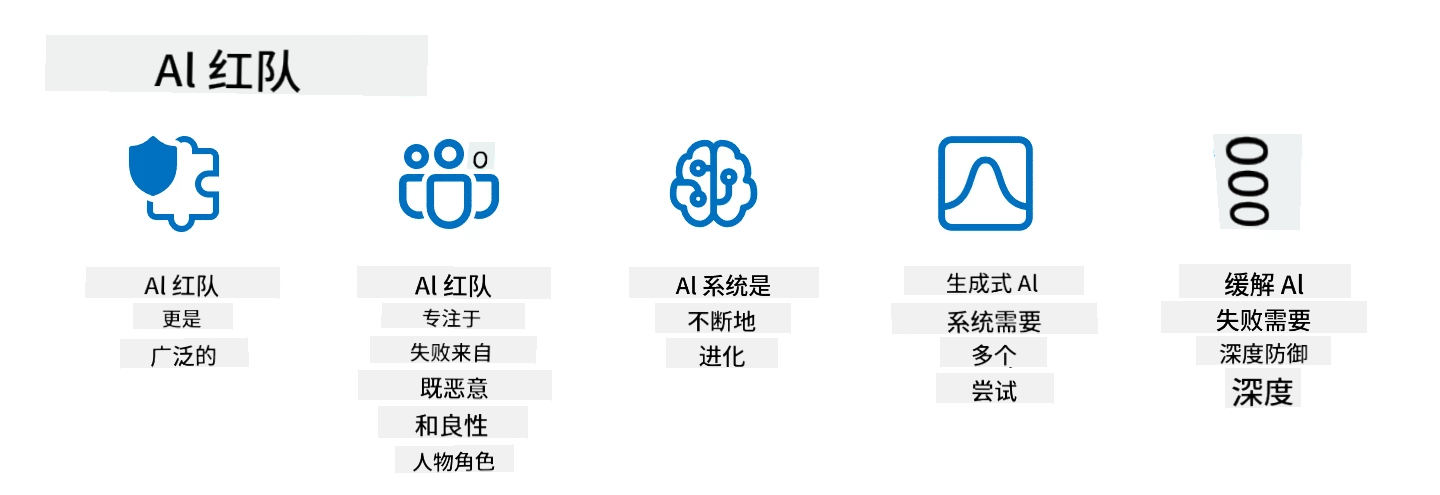 AI 红队
o
000
AI 红队
更是
广泛的
AI 红队
专注于
失败来自
既恶意
和良性
人物角色
AI 系统是
不断地
进化
生成式 AI
系统需要
多个
尝试
缓解 AI
失败需要
深度防御
深度